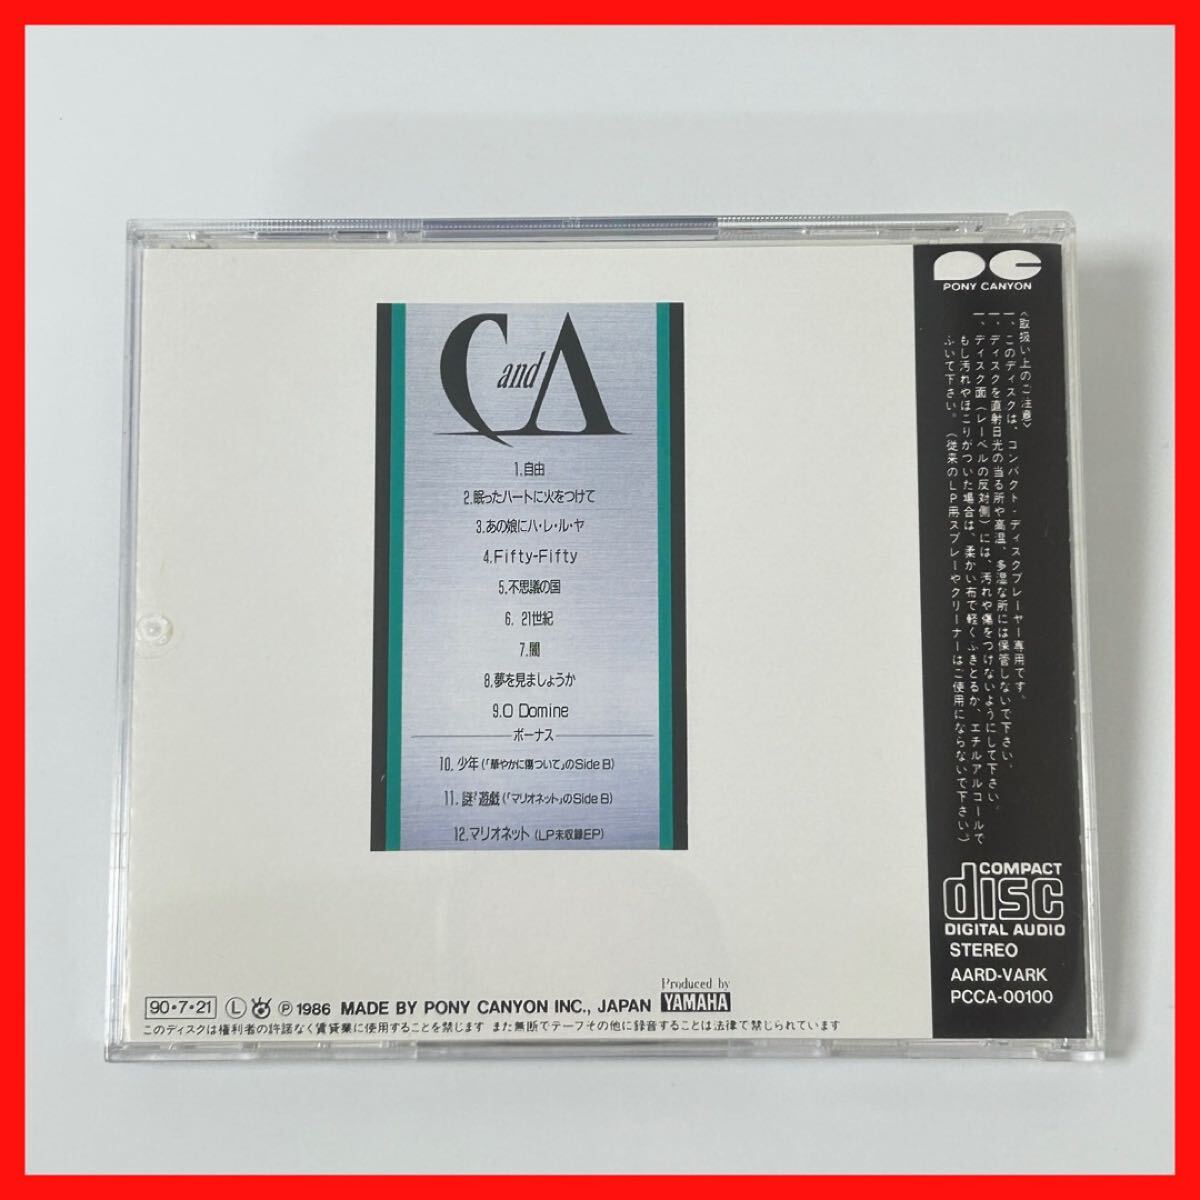 C and A
1.自由
2.眠ったハートに火をつけて
3.あの娘にハ・レ・ル・ヤ
4.Fifty-Fifty
5.不思議の国
6. 21世紀
7.闇
8.夢を見ましょうか
9.O Domine
ボーナス
10.少年(「華やかに傷ついて」のSide B)
11.謎²遊戯(「マリオネット」のSide B)
12.マリオネット (LP未収録EP)
PONY CANYON
〈取扱い上のご注意〉
一、このディスクは、コンパクト・ディスクプレーヤー専用です。
一、ディスクを直射日光の当る所や高温、多湿な所には保管しないで下さい。
一、ディスク面(レーベルの反対側)には、汚れや傷をつけないようにして下さい。
もし汚れやほこりがついた場合は、柔かい布で軽くふきとるか、エチルアルコールで
ふいて下さい。(従来のLP用スプレーやクリーナーはご使用にならないで下さい。)
COMPACT
disc
DIGITAL AUDIO
STEREO
AARD-VARK
PCCA-00100
Produced by
YAMAHA
90・7・21 Ⓛ ℗1986 MADE BY PONY CANYON INC., JAPAN
このディスクは権利者の許諾なく賃貸業に使用することを禁じます また無断でテープその他に録音することは法律で禁じられています